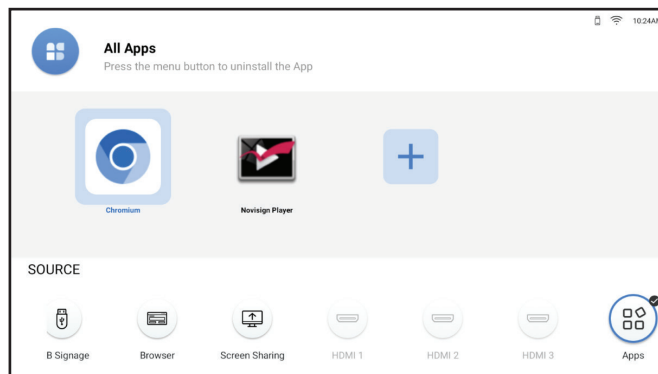 10:24AM
All Apps
Press the menu button to uninstall the App
Chromium
Novisign Player
SOURCE
B Signage
Browser
Screen Sharing
HDMI 1
HDMI 2
HDMI 3
Apps